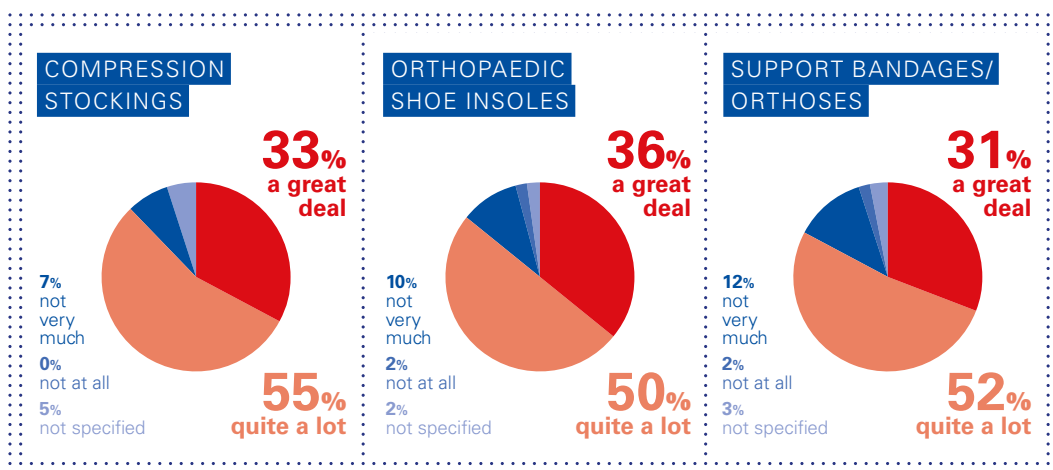 COMPRESSION
STOCKINGS
33%
a great
deal
7%
not
very
much
0%
not at all
5%
not specified
55%
quite a lot
ORTHOPAEDIC
SHOE INSOLES
36%
a great
deal
10%
not
very
much
2%
not at all
2%
not specified
50%
quite a lot
SUPPORT BANDAGES/
ORTHOSES
31%
a great
deal
12%
not
very
much
2%
not at all
3%
not specified
52%
quite a lot